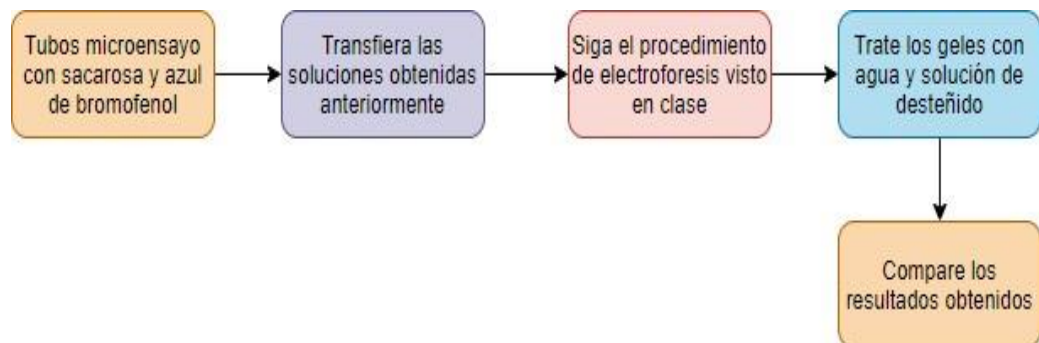 Tubos microensayo
con sacarosa y azul
de bromofenol
Transfiera las
soluciones obtenidas
anteriormente
Siga el procedimiento
de electroforesis visto
en clase
Trate los geles con
agua y solución de
desteñido
Compare los
resultados obtenidos